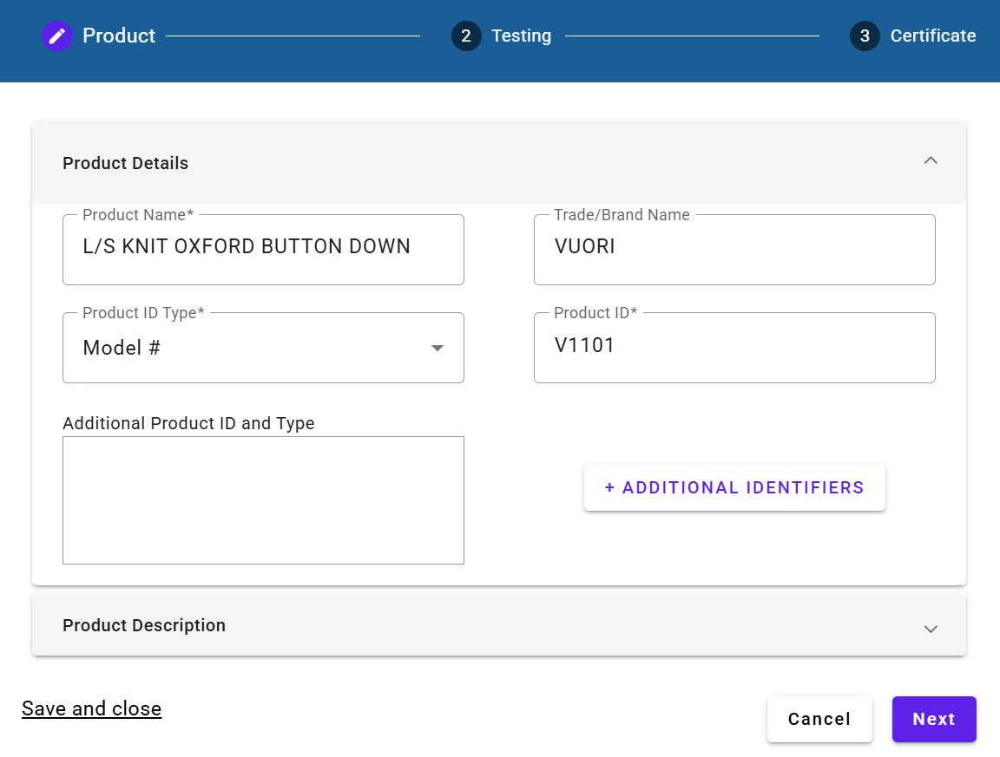 Product
2 Testing
3 Certificate
Product Details
Product Name*
L/S KNIT OXFORD BUTTON DOWN
Trade/Brand Name
VUORI
Product ID Type*
Model #
Product ID*
V1101
Additional Product ID and Type
+ ADDITIONAL IDENTIFIERS
Product Description
Save and close
Cancel
Next